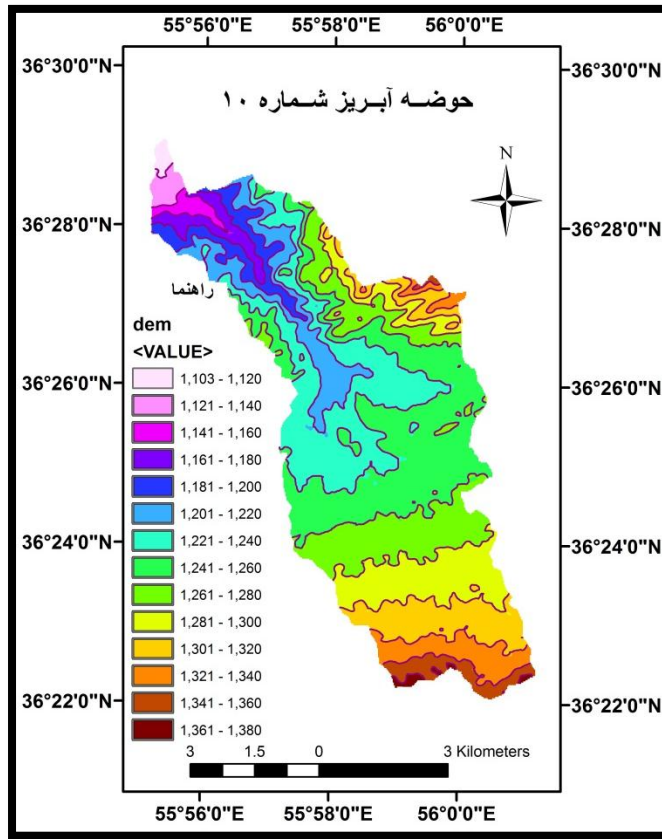 55°56'0"E 55°58'0"E 56°0'0"E
36°30'0"N 36°30'0"N
حوضه آبریز شماره ۱۰
N
36°28'0"N 36°28'0"N
راهنما
dem
<VALUE>
1,103 - 1,120
1,121 - 1,140
36°26'0"N 36°26'0"N
1,141 - 1,160
1,161 - 1,180
1,181 - 1,200
1,201 - 1,220
1,221 - 1,240
36°24'0"N 36°24'0"N
1,241 - 1,260
1,261 - 1,280
1,281 - 1,300
1,301 - 1,320
1,321 - 1,340
1,341 - 1,360
36°22'0"N 36°22'0"N
1,361 - 1,380
3 1.5 0 3 Kilometers
55°56'0"E 55°58'0"E 56°0'0"E